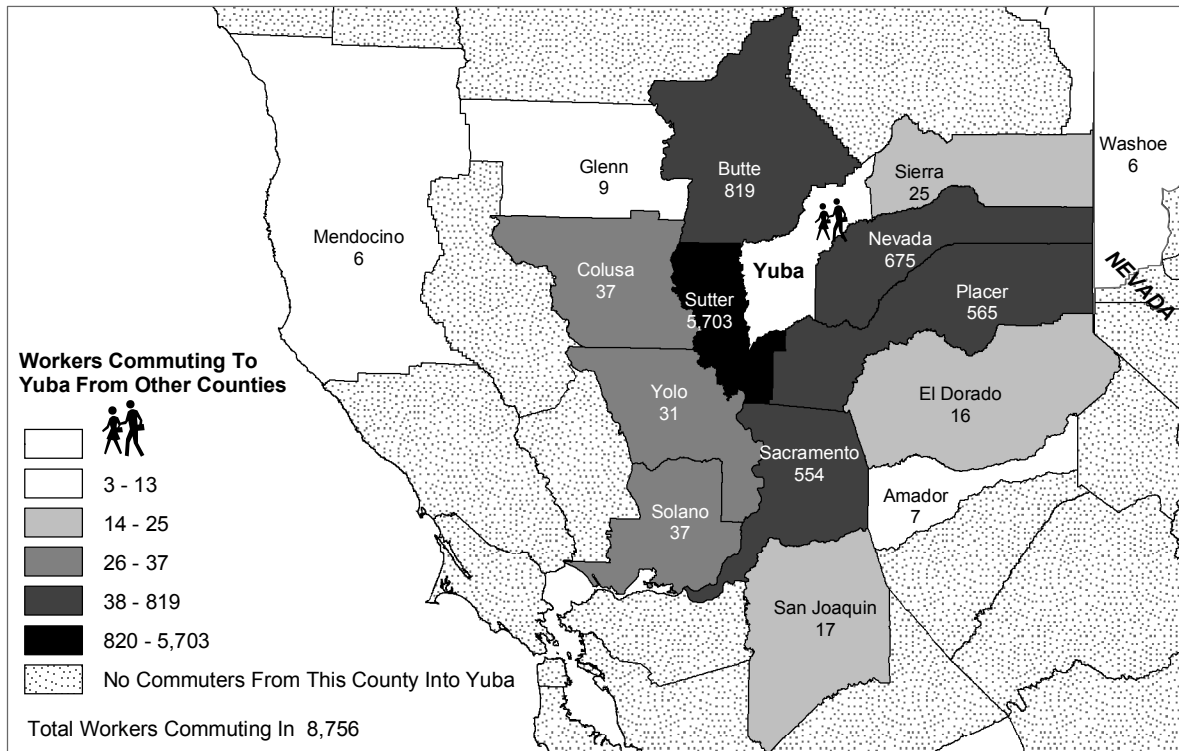 Glenn
9
Butte
819
Sierra
25
Washoe
6
Mendocino
6
Colusa
37
Sutter
5,703
Yuba
Nevada
675
NEVADA
Placer
565
Yolo
31
El Dorado
16
Sacramento
554
Solano
37
Amador
7
San Joaquin
17
Workers Commuting To
Yuba From Other Counties
3 - 13
14 - 25
26 - 37
38 - 819
820 - 5,703
No Commuters From This County Into Yuba
Total Workers Commuting In 8,756